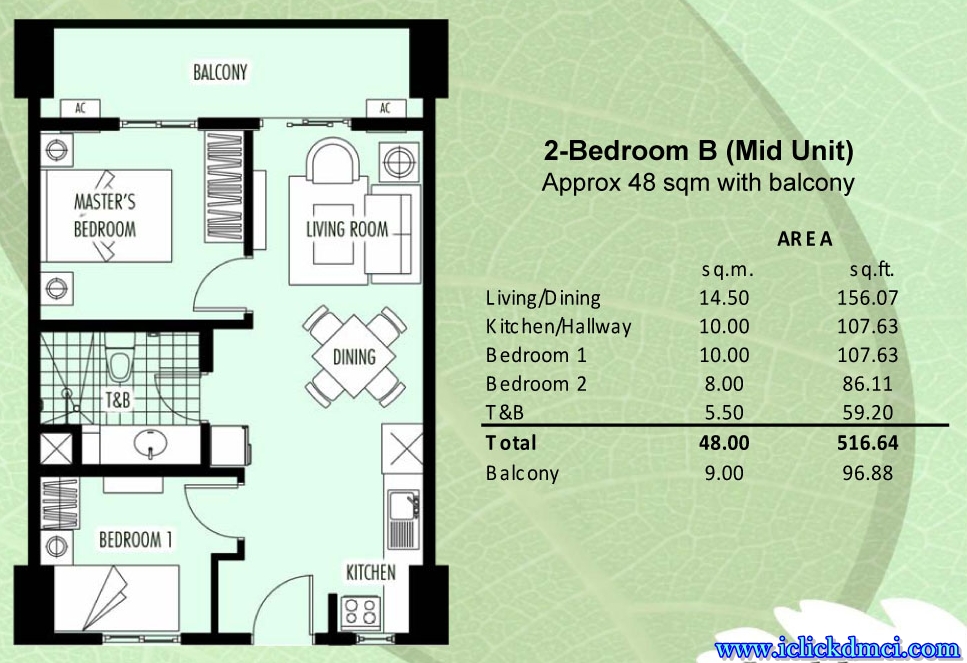 BALCONY
AC
AC
MASTER'S
BEDROOM
LIVING ROOM
DINING
T&B
BEDROOM 1
KITCHEN
2-Bedroom B (Mid Unit)
Approx 48 sqm with balcony
AREA
sq.m. sq.ft.
Living/Dining 14.50 156.07
Kitchen/Hallway 10.00 107.63
Bedroom 1 10.00 107.63
Bedroom 2 8.00 86.11
T&B 5.50 59.20
Total 48.00 516.64
Balcony 9.00 96.88
www.iclickdmci.com